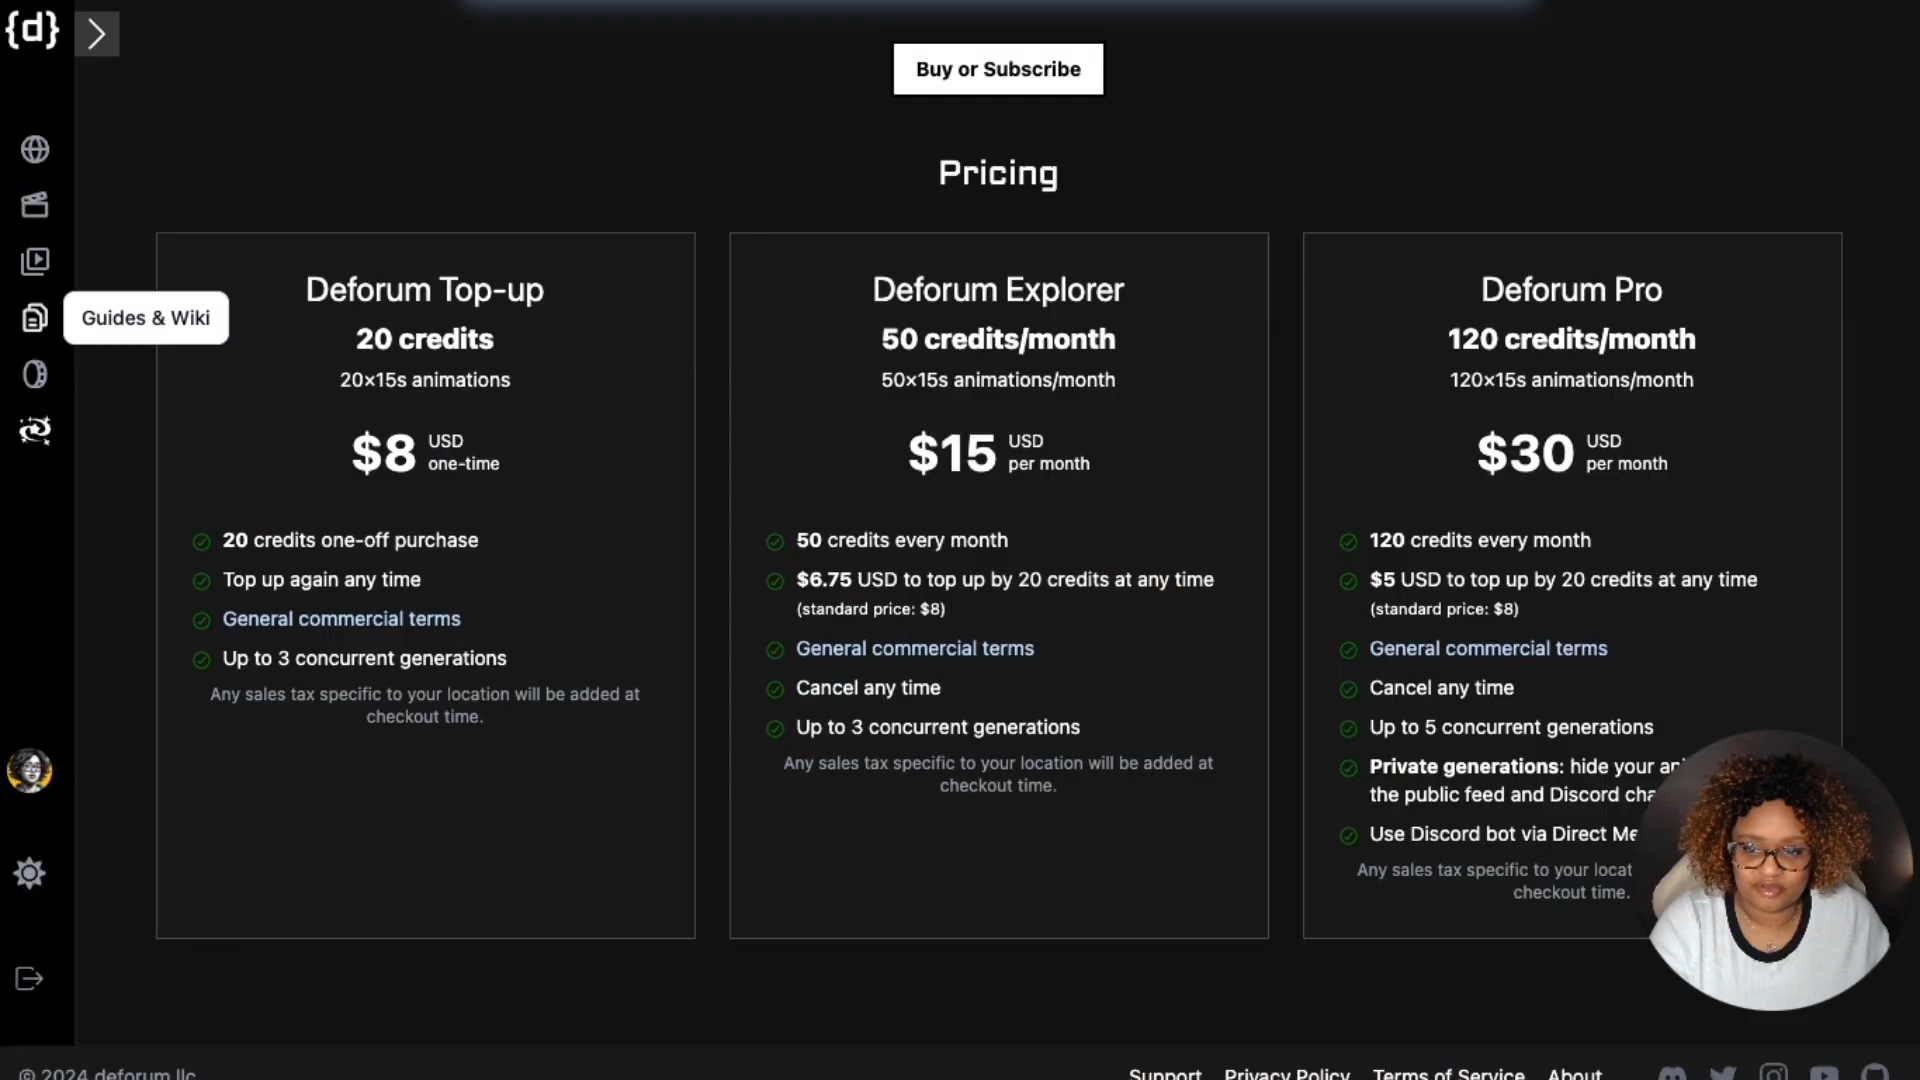 {d}
Buy or Subscribe
Pricing
Guides & Wiki
Deforum Top-up
20 credits
20×15s animations
$8 USD
one-time
20 credits one-off purchase
Top up again any time
General commercial terms
Up to 3 concurrent generations
Any sales tax specific to your location will be added at
checkout time.
Deforum Explorer
50 credits/month
50×15s animations/month
$15 USD
per month
50 credits every month
$6.75 USD to top up by 20 credits at any time
(standard price: $8)
General commercial terms
Cancel any time
Up to 3 concurrent generations
Any sales tax specific to your location will be added at
checkout time.
Deforum Pro
120 credits/month
120×15s animations/month
$30 USD
per month
120 credits every month
$5 USD to top up by 20 credits at any time
(standard price: $8)
General commercial terms
Cancel any time
Up to 5 concurrent generations
Private generations: hide your
the public feed and Discord
Use Discord bot via Direct
Any sales tax specific to your
checkout time.
© 2024 deforum llc
Support Privacy Policy Terms of Service About